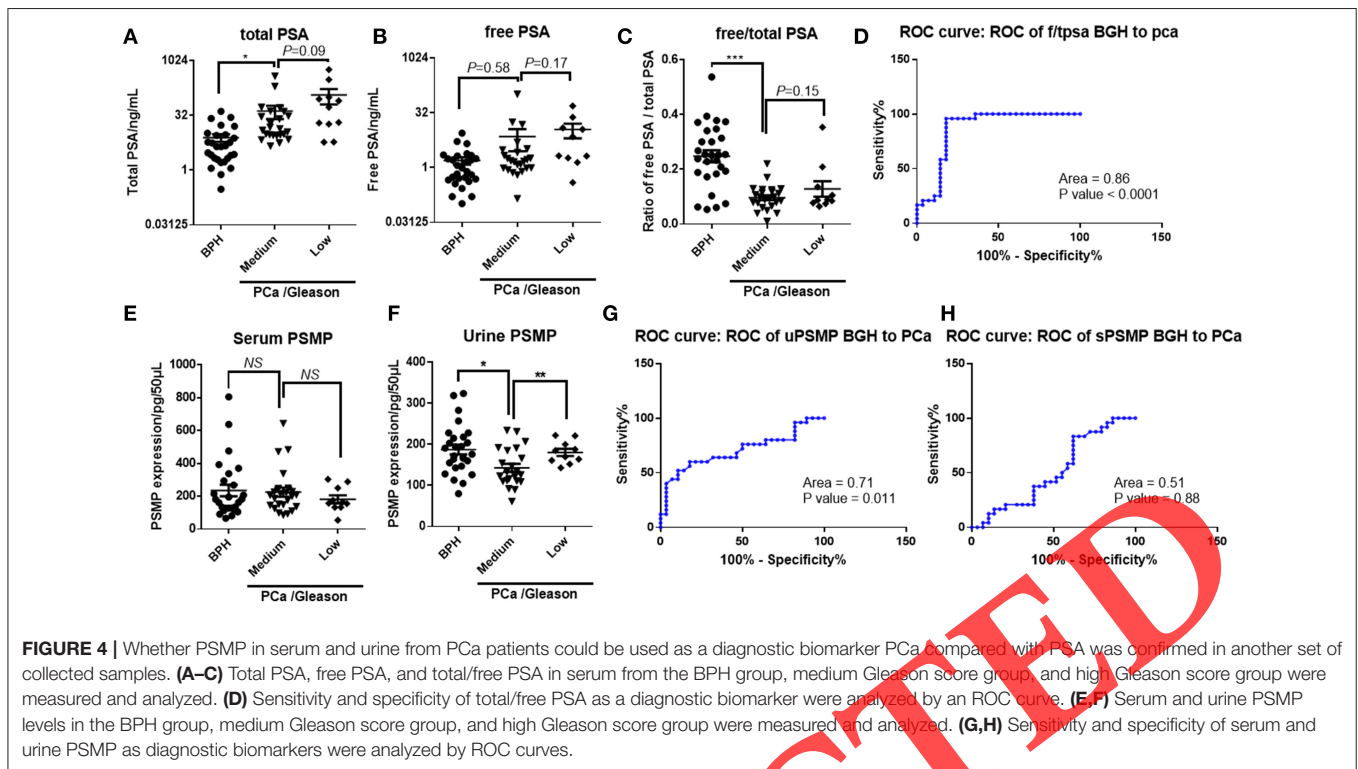 A
total PSA
*
P=0.09
Total PSA/ng/mL
1024
32
1
0.03125
BPH
Medium
Low
PCa /Gleason
B
free PSA
P=0.58
P=0.17
Free PSA/ng/mL
1024
32
1
0.03125
BPH
Medium
Low
PCa /Gleason
C
free/total PSA
***
P=0.15
Ratio of free PSA / total PSA
0.6
0.4
0.2
0.0
BPH
Medium
Low
PCa /Gleason
D
ROC curve: ROC of f/tpsa BGH to pca
Sensitivity%
150
100
50
0
Area = 0.86
P value < 0.0001
0
50
100
150
100% - Specificity%
E
Serum PSMP
NS
NS
PSMP expression/pg/50μL
1000
800
600
400
200
0
BPH
Medium
Low
PCa /Gleason
F
Urine PSMP
*
**
PSMP expression/pg/50μL
400
300
200
100
0
BPH
Medium
Low
PCa /Gleason
G
ROC curve: ROC of uPSMP BGH to PCa
Sensitivity%
150
100
50
0
Area = 0.71
P value = 0.011
0
50
100
150
100% - Specificity%
H
ROC curve: ROC of sPSMP BGH to PCa
Sensitivity%
150
100
50
0
Area = 0.51
P value = 0.88
0
50
100
150
100% - Specificity%
FIGURE 4 | Whether PSMP in serum and urine from PCa patients could be used as a diagnostic biomarker PCa compared with PSA was confirmed in another set of
collected samples. (A–C) Total PSA, free PSA, and total/free PSA in serum from the BPH group, medium Gleason score group, and high Gleason score group were
measured and analyzed. (D) Sensitivity and specificity of total/free PSA as a diagnostic biomarker were analyzed by an ROC curve. (E,F) Serum and urine PSMP
levels in the BPH group, medium Gleason score group, and high Gleason score group were measured and analyzed. (G,H) Sensitivity and specificity of serum and
urine PSMP as diagnostic biomarkers were analyzed by ROC curves.
CTED